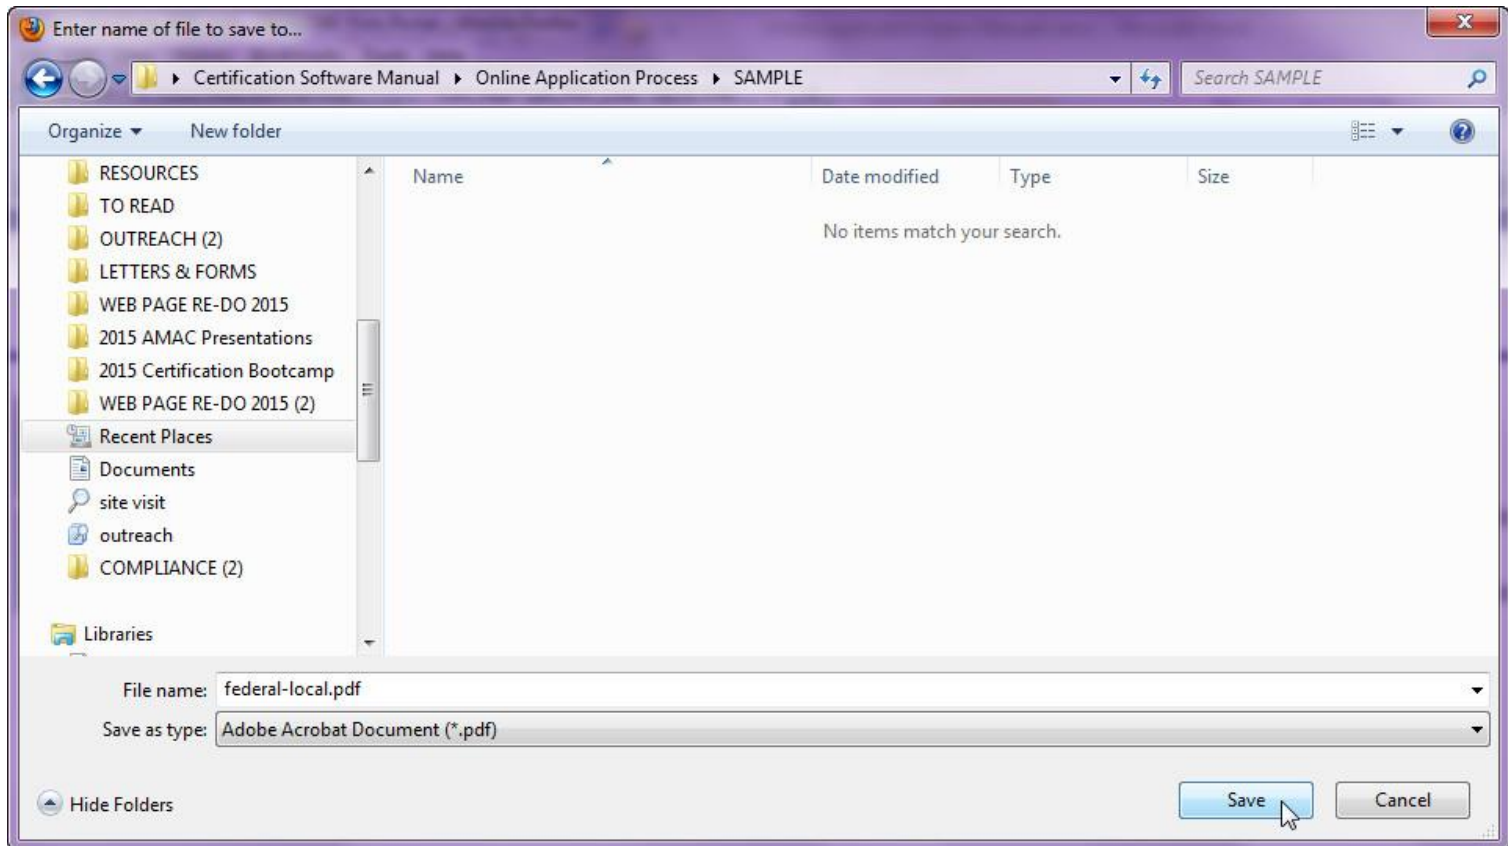 Enter name of file to save to...
Certification Software Manual ▸ Online Application Process ▸ SAMPLE
Search SAMPLE
Organize New folder
Name Date modified Type Size
No items match your search.
RESOURCES
TO READ
OUTREACH (2)
LETTERS & FORMS
WEB PAGE RE-DO 2015
2015 AMAC Presentations
2015 Certification Bootcamp
WEB PAGE RE-DO 2015 (2)
Recent Places
Documents
site visit
outreach
COMPLIANCE (2)
Libraries
File name: federal-local.pdf
Save as type: Adobe Acrobat Document (*.pdf)
Hide Folders
Save Cancel